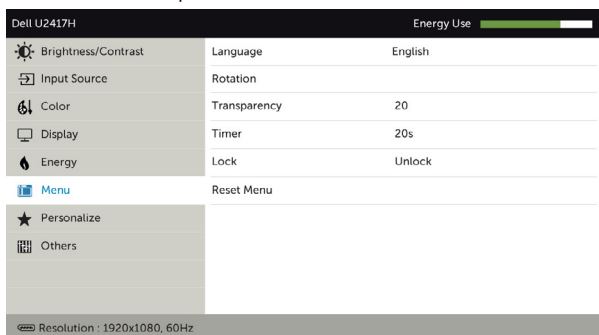 Dell U2417H Energy Use
Brightness/Contrast Language English
Input Source Rotation
Color Transparency 20
Display Timer 20s
Energy Lock Unlock
Menu Reset Menu
Personalize
Others
Resolution : 1920x1080, 60Hz